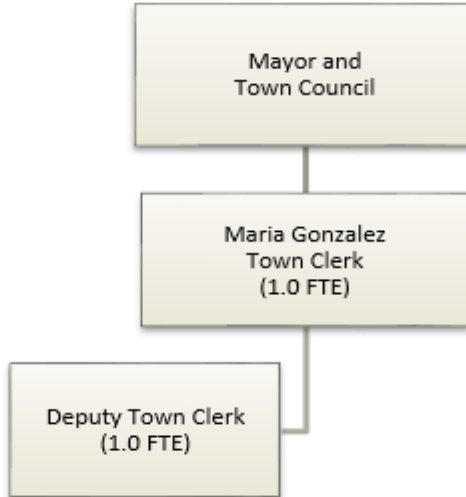 Mayor and
Town Council
Maria Gonzalez
Town Clerk
(1.0 FTE)
Deputy Town Clerk
(1.0 FTE)